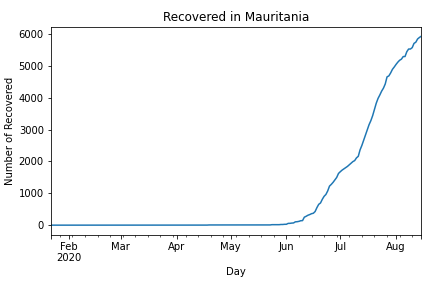 Recovered in Mauritania
6000
5000
4000
3000
2000
1000
0
Number of Recovered
Feb
2020
Mar
Apr
May
Jun
Jul
Aug
Day